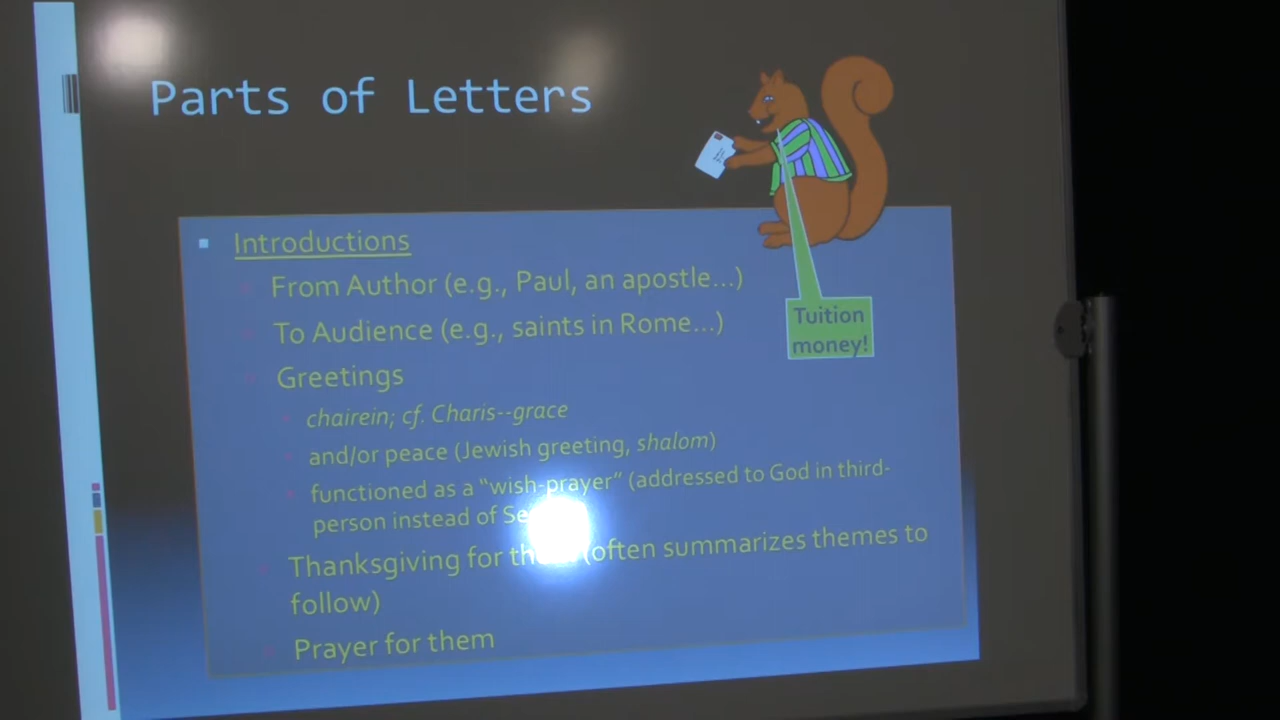 Parts of Letters
Introductions
From Author (e.g., Paul, an apostle...)
To Audience (e.g., saints in Rome...)
Greetings
chairein; cf. Charis--grace
and/or peace (Jewish greeting, shalom)
functioned as a “wish-prayer” (addressed to God in third-
person instead of
Thanksgiving for (often summarizes themes to
follow)
Prayer for them
Tuition
money!